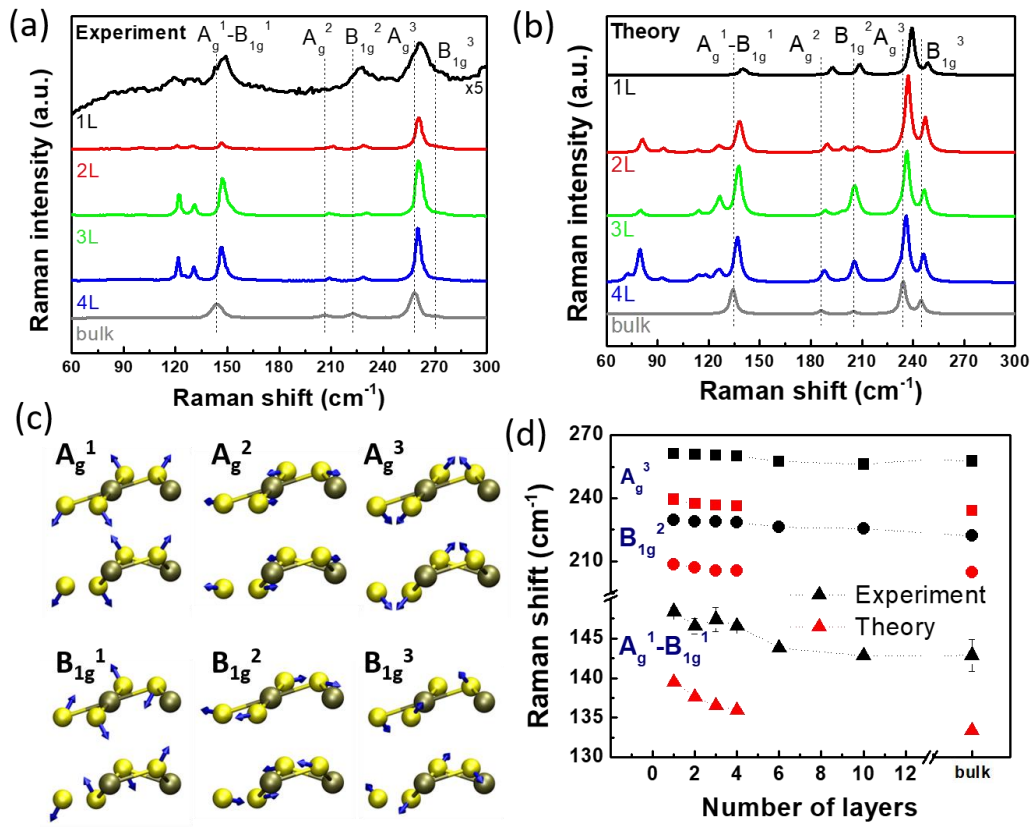 (a)
Experiment
A_g^1-B_1g^1
A_g^2
B_1g^2
A_g^3
B_1g^3
x5
1L
2L
3L
4L
bulk
Raman intensity (a.u.)
60 90 120 150 180 210 240 270 300
Raman shift (cm-1)
(b)
Theory
A_g^1-B_1g^1
A_g^2
B_1g^2
A_g^3
B_1g^3
1L
2L
3L
4L
bulk
Raman intensity (a.u.)
60 90 120 150 180 210 240 270 300
Raman shift (cm-1)
(c)
A_g^1
A_g^2
A_g^3
B_1g^1
B_1g^2
B_1g^3
(d)
270
240
210
145
140
135
130
Raman shift (cm-1)
A_g^3
B_1g^2
A_g^1-B_1g^1
Experiment
Theory
0 2 4 6 8 10 12 bulk
Number of layers